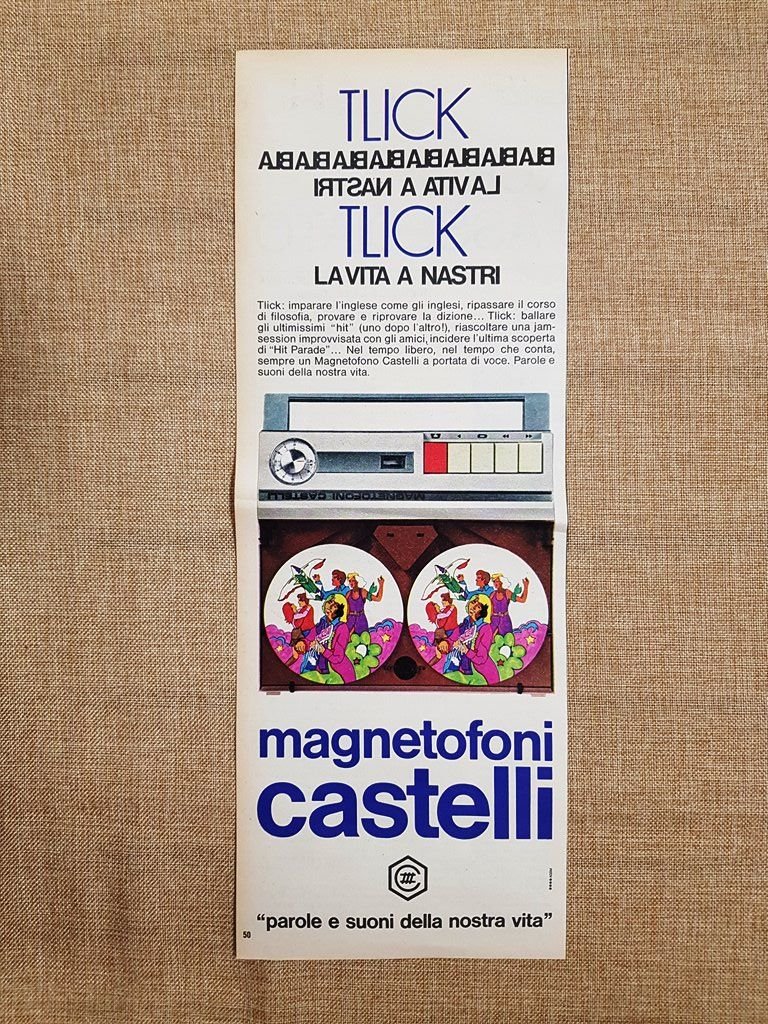 TLICK
BLABLABLABLABLABLABLABLABLA
LA VITA A NASTRI
TLICK
LA VITA A NASTRI
Tlick: imparare l'inglese come gli inglesi, ripassare il corso
di filosofia, provare e riprovare la dizione... Tlick: ballare
gli ultimissimi "hit" (uno dopo l'altro!), riascoltare una jam-
session improvvisata con gli amici, incidere l'ultima scoperta
di "Hit Parade"... Nel tempo libero, nel tempo che conta,
sempre un Magnetofono Castelli a portata di voce. Parole e
suoni della nostra vita.
MAGNETOFONI CASTELLI
magnetofoni
castelli
"parole e suoni della nostra vita"
50